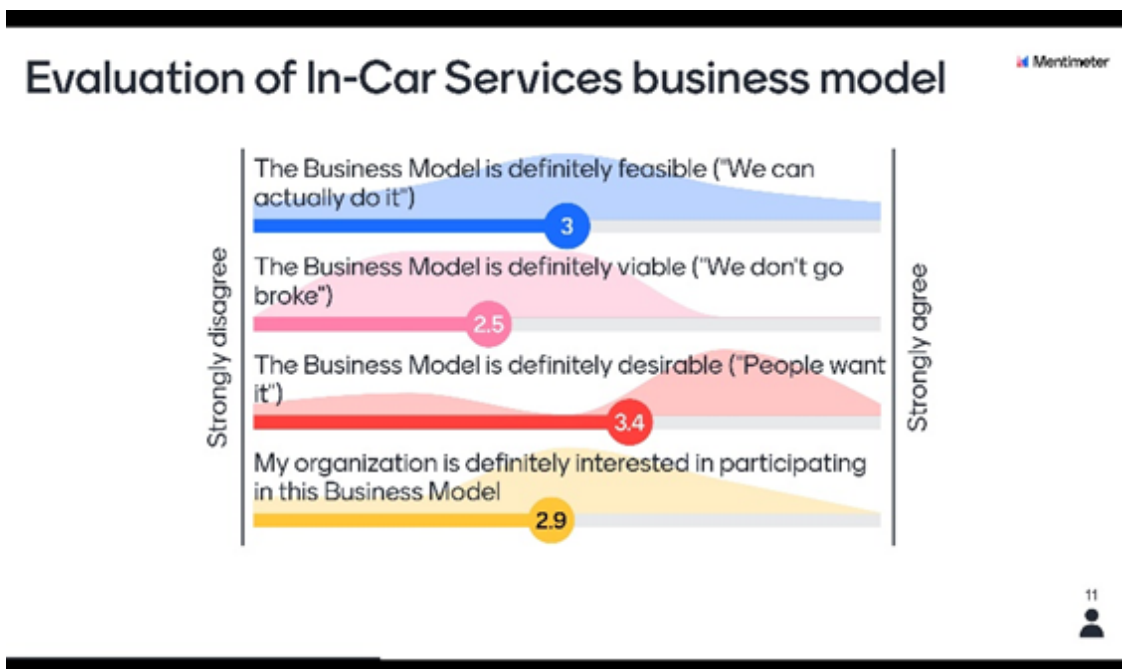 Evaluation of In-Car Services business model
Mentimeter
The Business Model is definitely feasible ("We can
actually do it")
3
The Business Model is definitely viable ("We don't go
broke")
2.5
The Business Model is definitely desirable ("People want
it")
3.4
My organization is definitely interested in participating
in this Business Model
2.9
Strongly disagree
Strongly agree
11